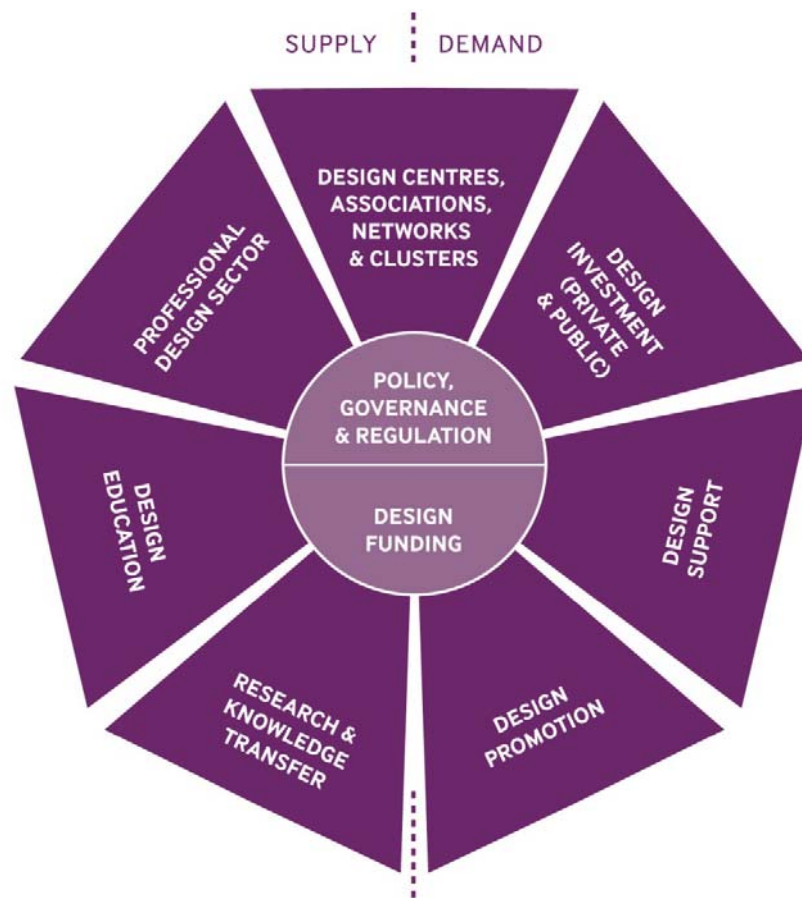 SUPPLY DEMAND
DESIGN CENTRES,
ASSOCIATIONS,
NETWORKS
& CLUSTERS
DESIGN
INVESTMENT
(PRIVATE
& PUBLIC)
DESIGN
SUPPORT
DESIGN
PROMOTION
RESEARCH &
KNOWLEDGE
TRANSFER
DESIGN
EDUCATION
PROFESSIONAL
DESIGN SECTOR
POLICY,
GOVERNANCE
& REGULATION
DESIGN
FUNDING